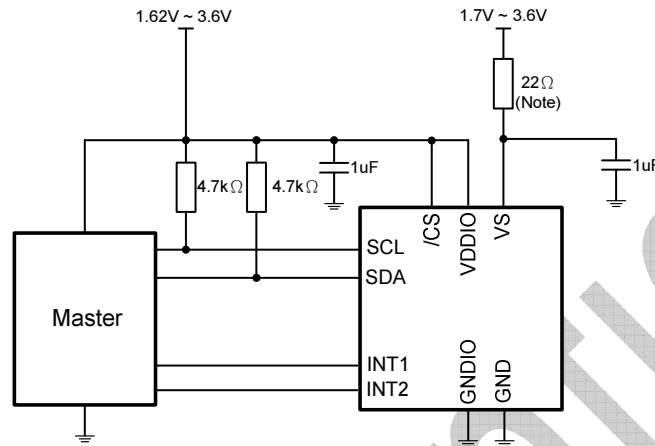 1.62V ~ 3.6V
1.7V ~ 3.6V
22Ω
(Note)
4.7kΩ
4.7kΩ
1uF
1uF
/CS
VDDIO
VS
SCL
SDA
Master
INT1
INT2
GNDIO
GND